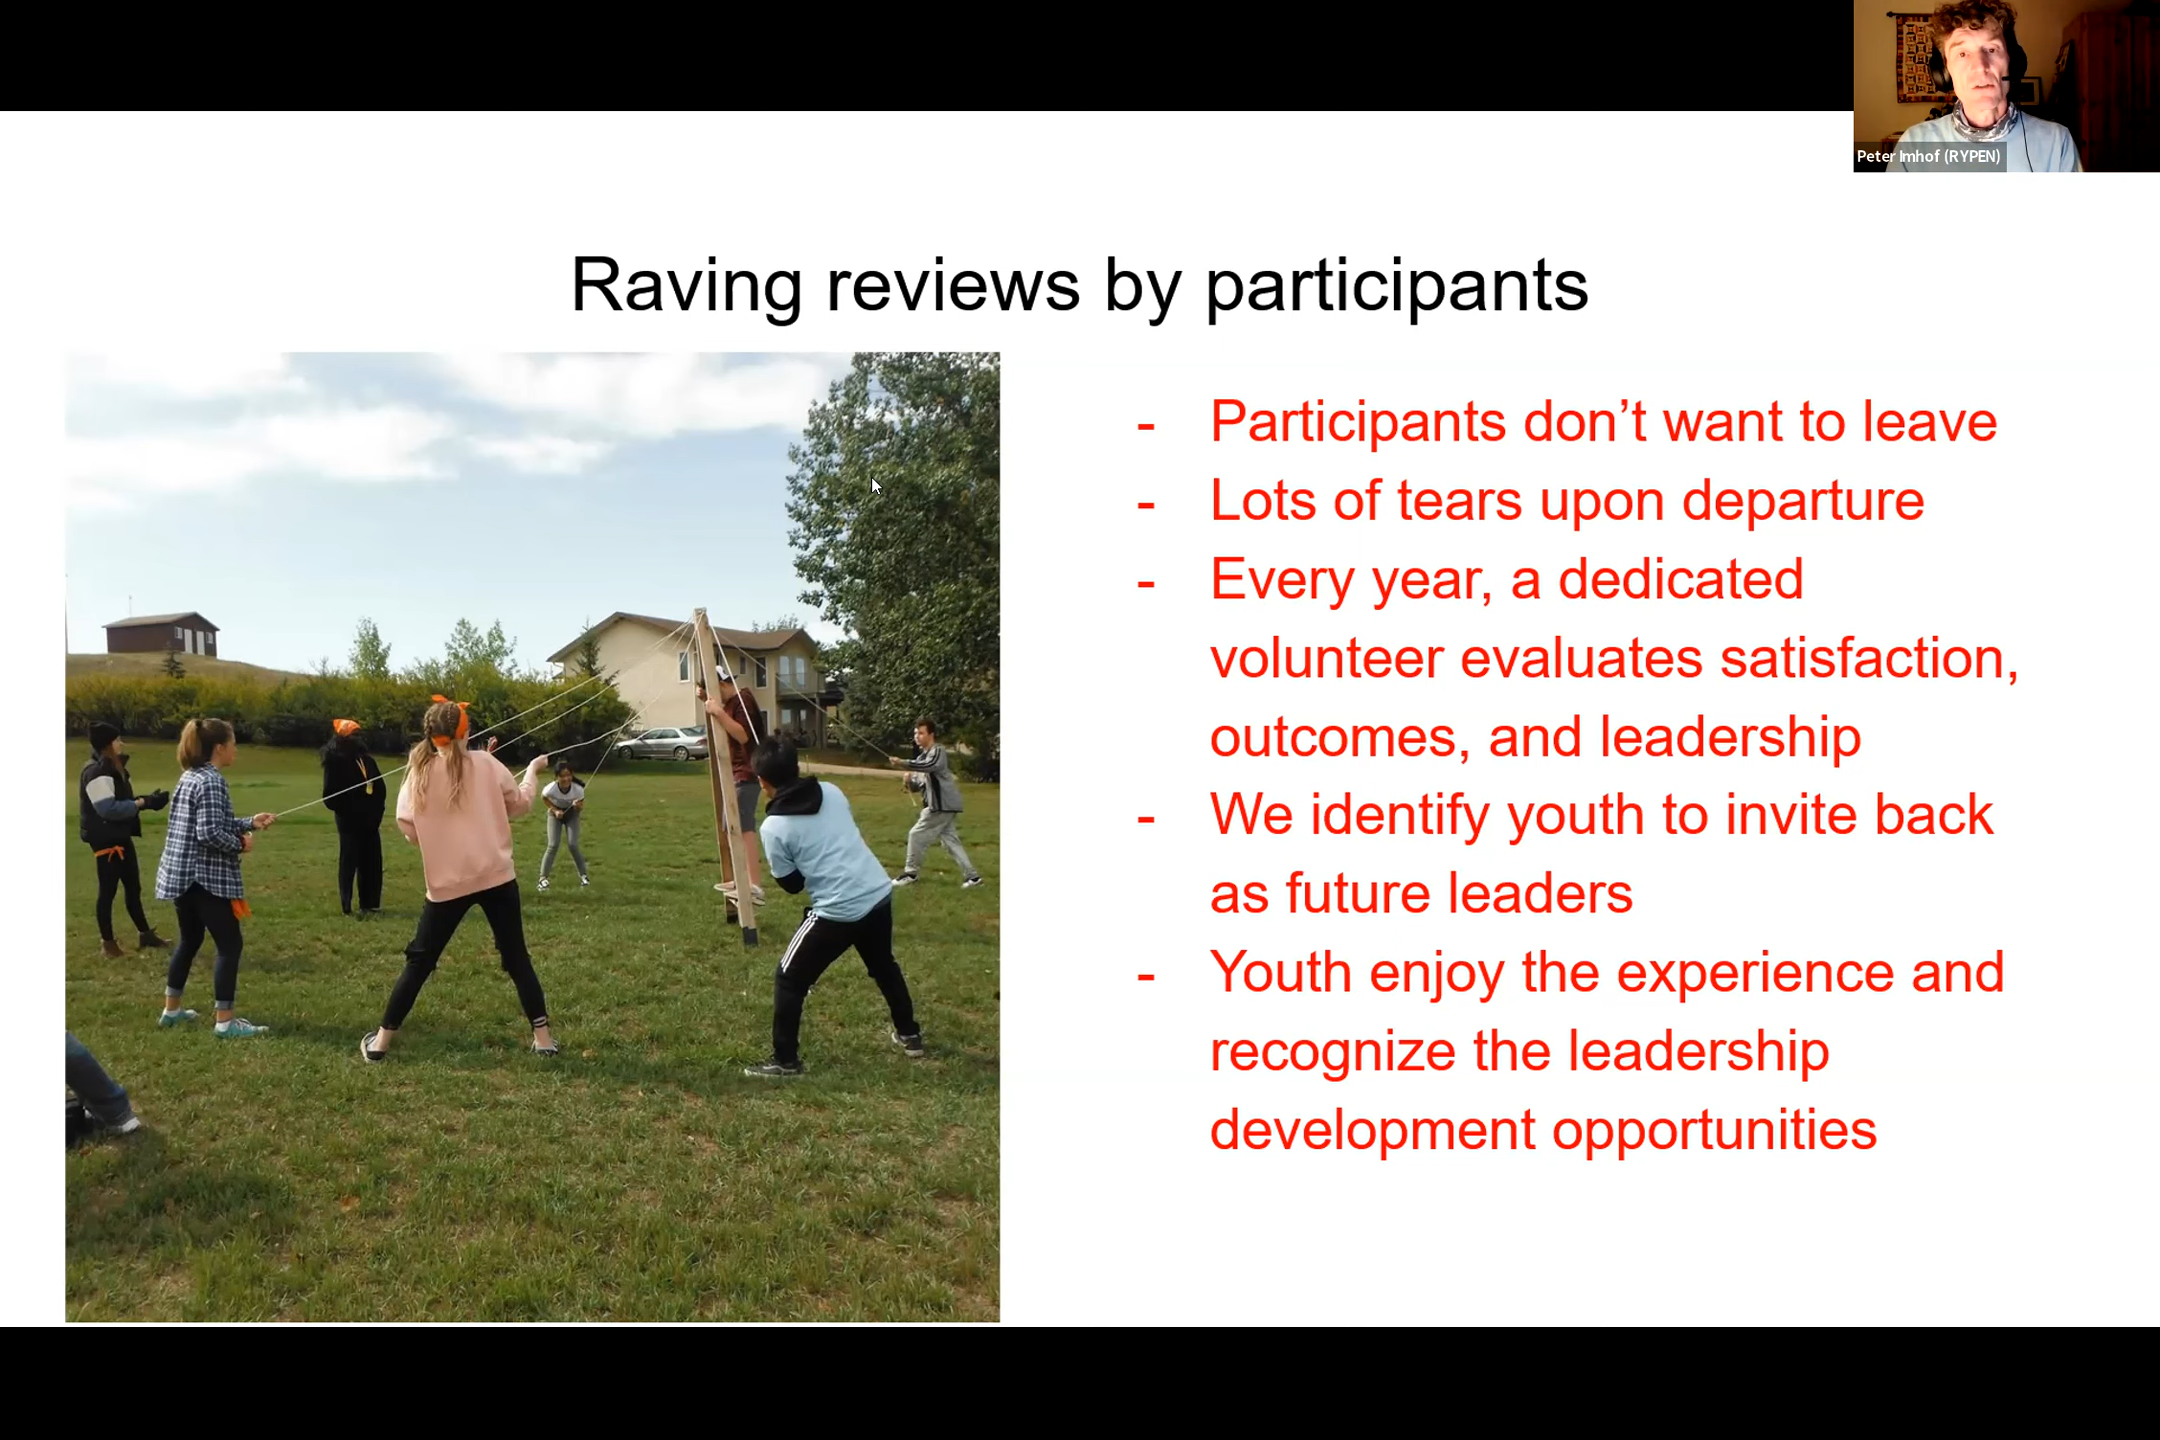 Peter Imhof (RYPEN)
Raving reviews by participants
- Participants don’t want to leave
- Lots of tears upon departure
- Every year, a dedicated
volunteer evaluates satisfaction,
outcomes, and leadership
- We identify youth to invite back
as future leaders
- Youth enjoy the experience and
recognize the leadership
development opportunities